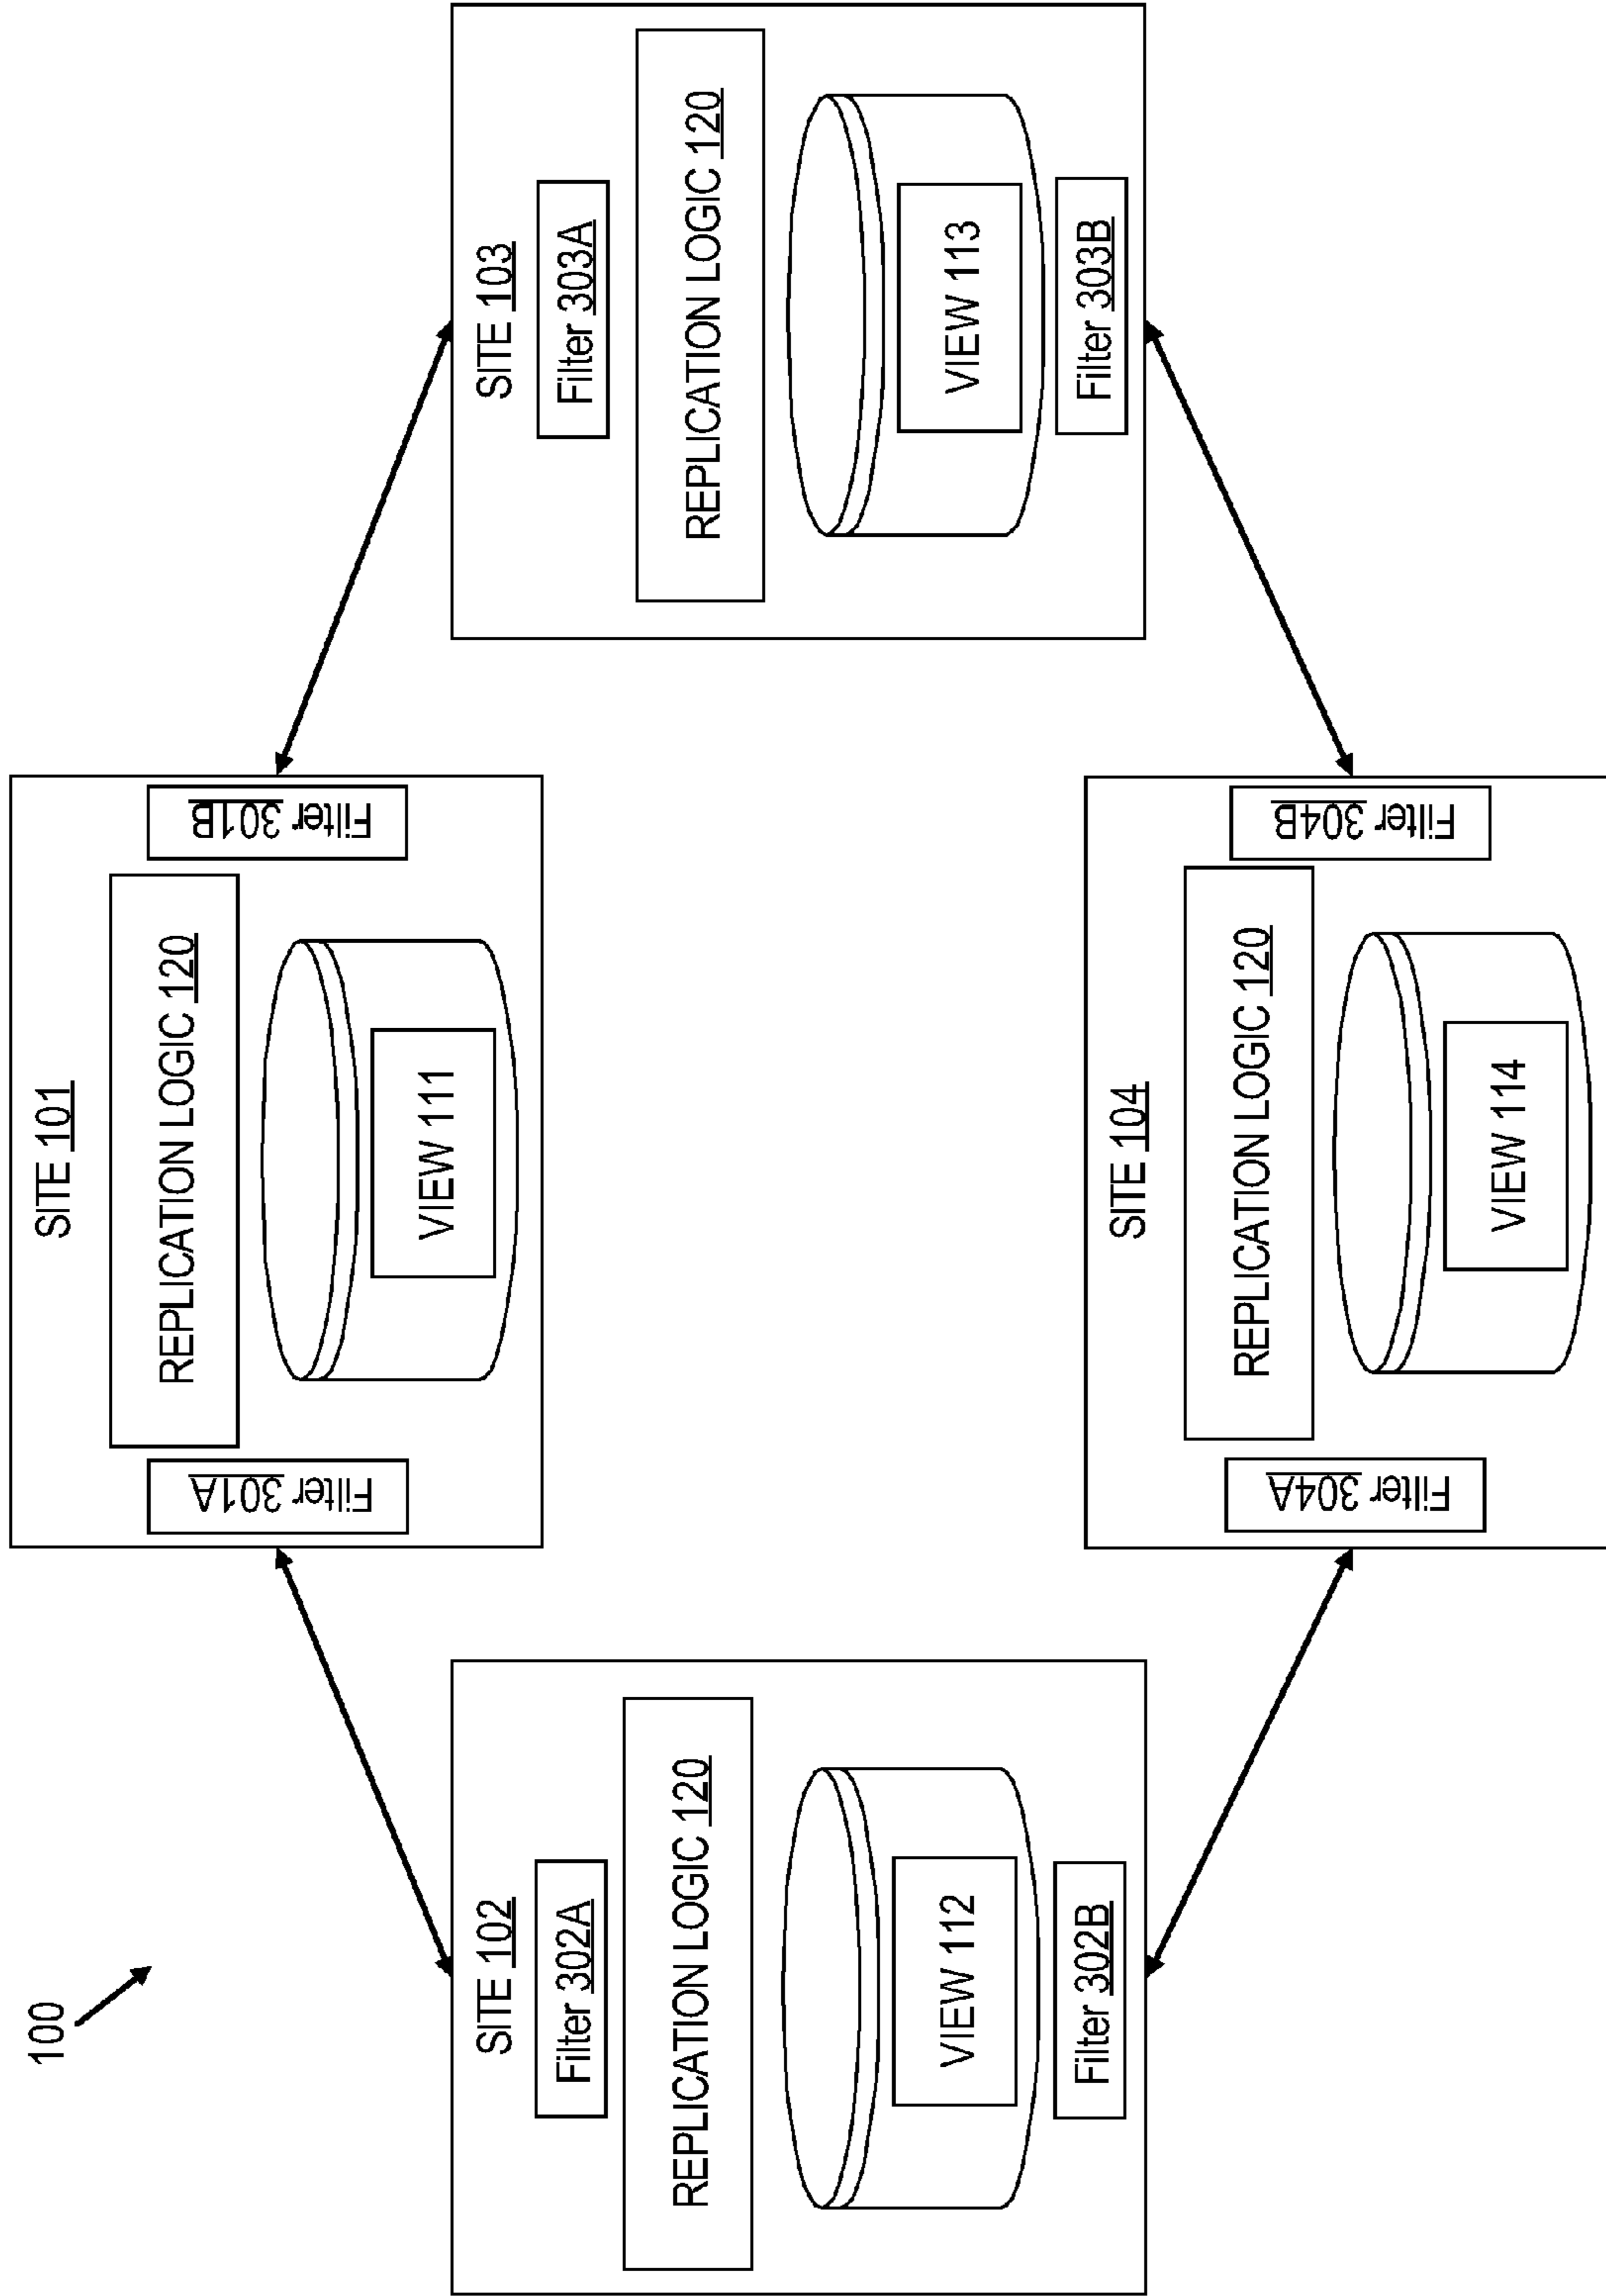 100
SITE 101
Filter 301A
REPLICATION LOGIC 120
Filter 301B
VIEW 111
SITE 102
Filter 302A
REPLICATION LOGIC 120
VIEW 112
Filter 302B
SITE 103
Filter 303A
REPLICATION LOGIC 120
VIEW 113
Filter 303B
SITE 104
Filter 304A
REPLICATION LOGIC 120
Filter 304B
VIEW 114